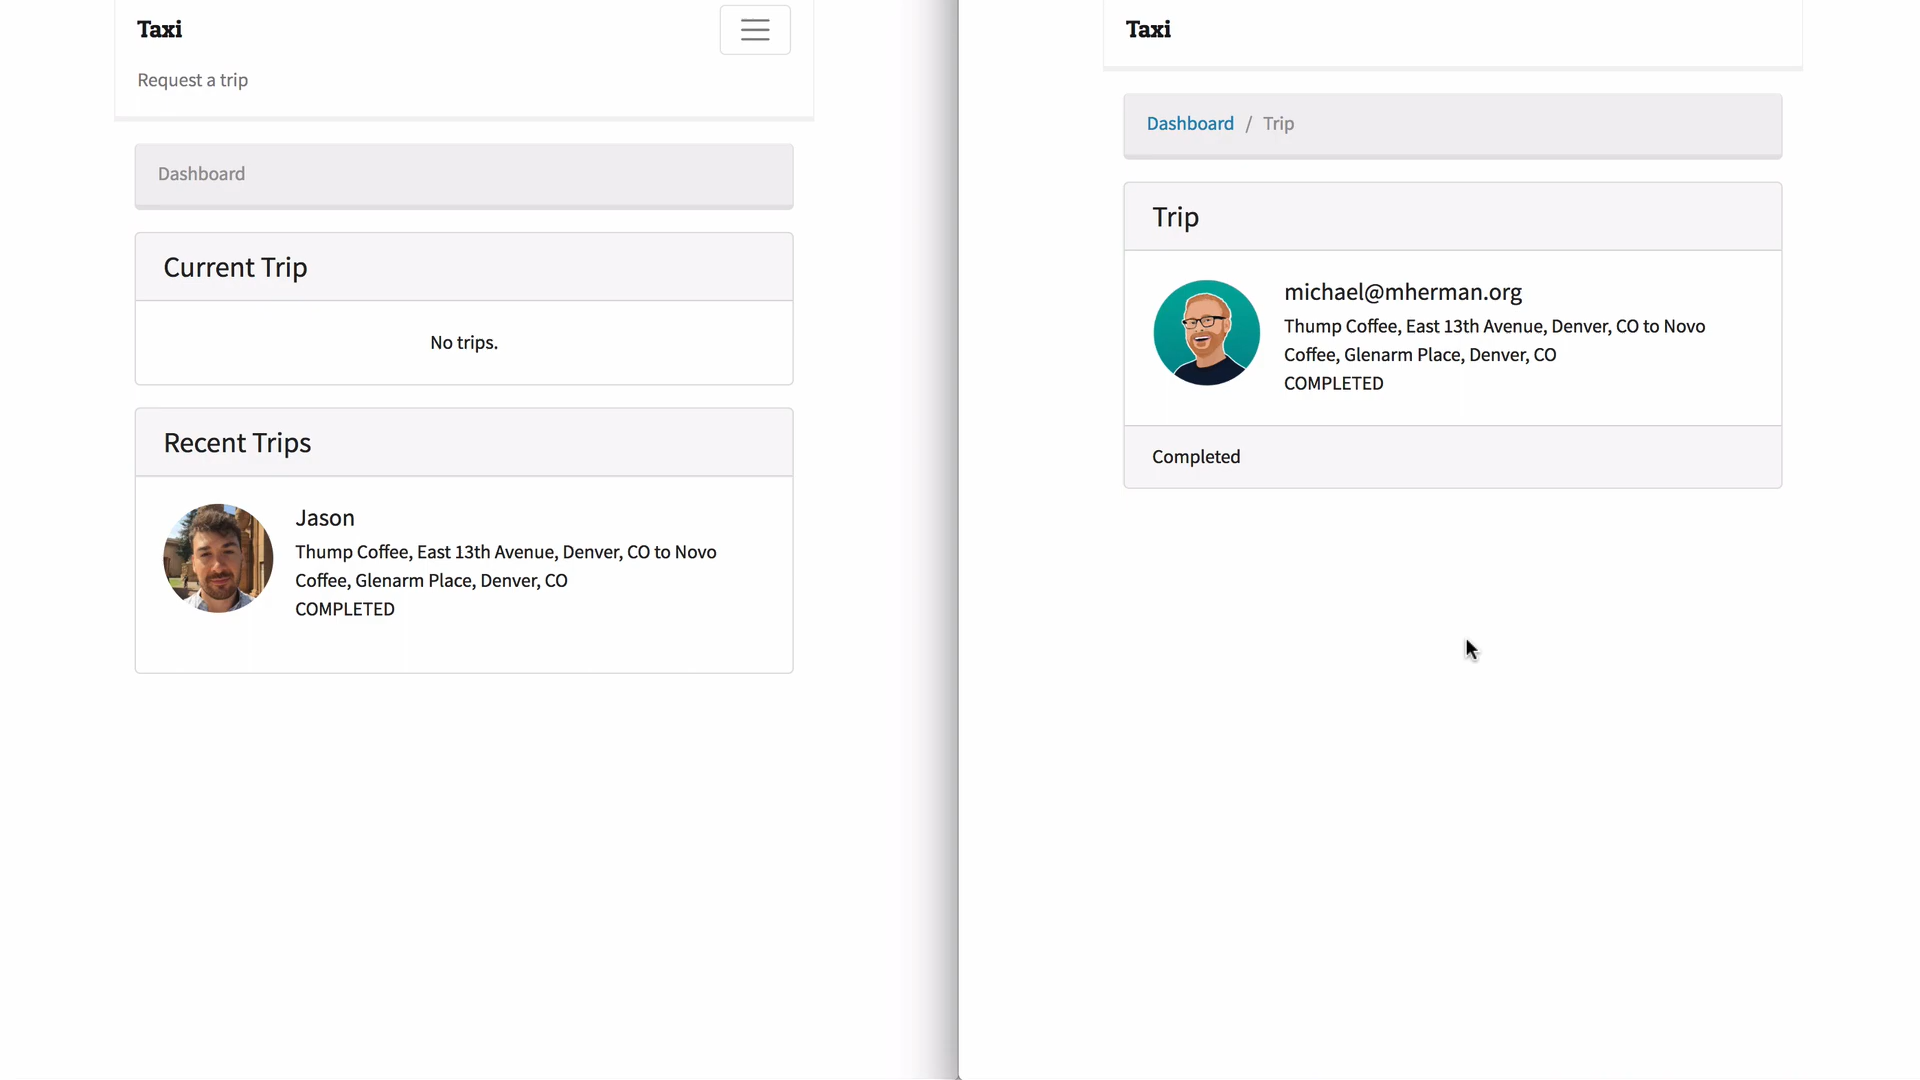 Taxi
Request a trip
Dashboard
Current Trip
No trips.
Recent Trips
Jason
Thump Coffee, East 13th Avenue, Denver, CO to Novo
Coffee, Glenarm Place, Denver, CO
COMPLETED
Taxi
Dashboard / Trip
Trip
michael@mherman.org
Thump Coffee, East 13th Avenue, Denver, CO to Novo
Coffee, Glenarm Place, Denver, CO
COMPLETED
Completed